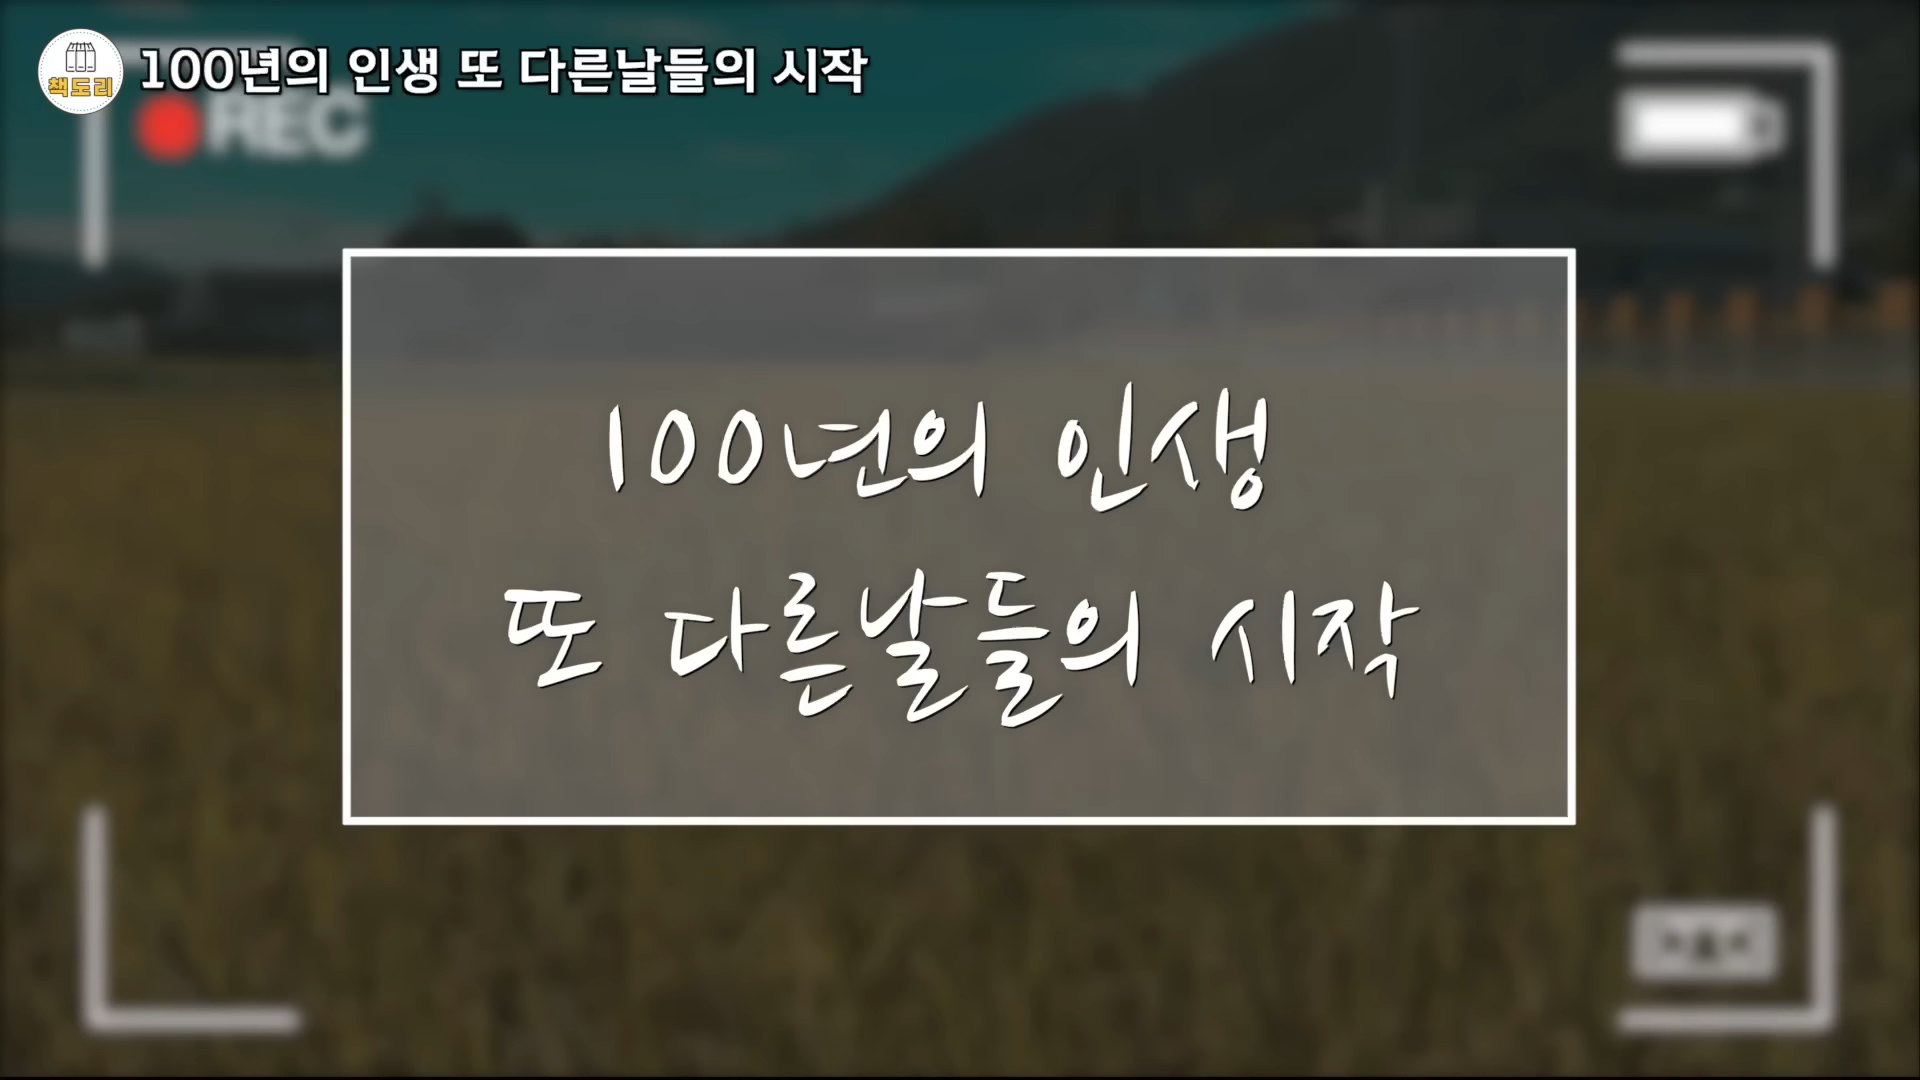 책도리
100년의 인생 또 다른날들의 시작
REC
100년의 인생
또 다른날들의 시작